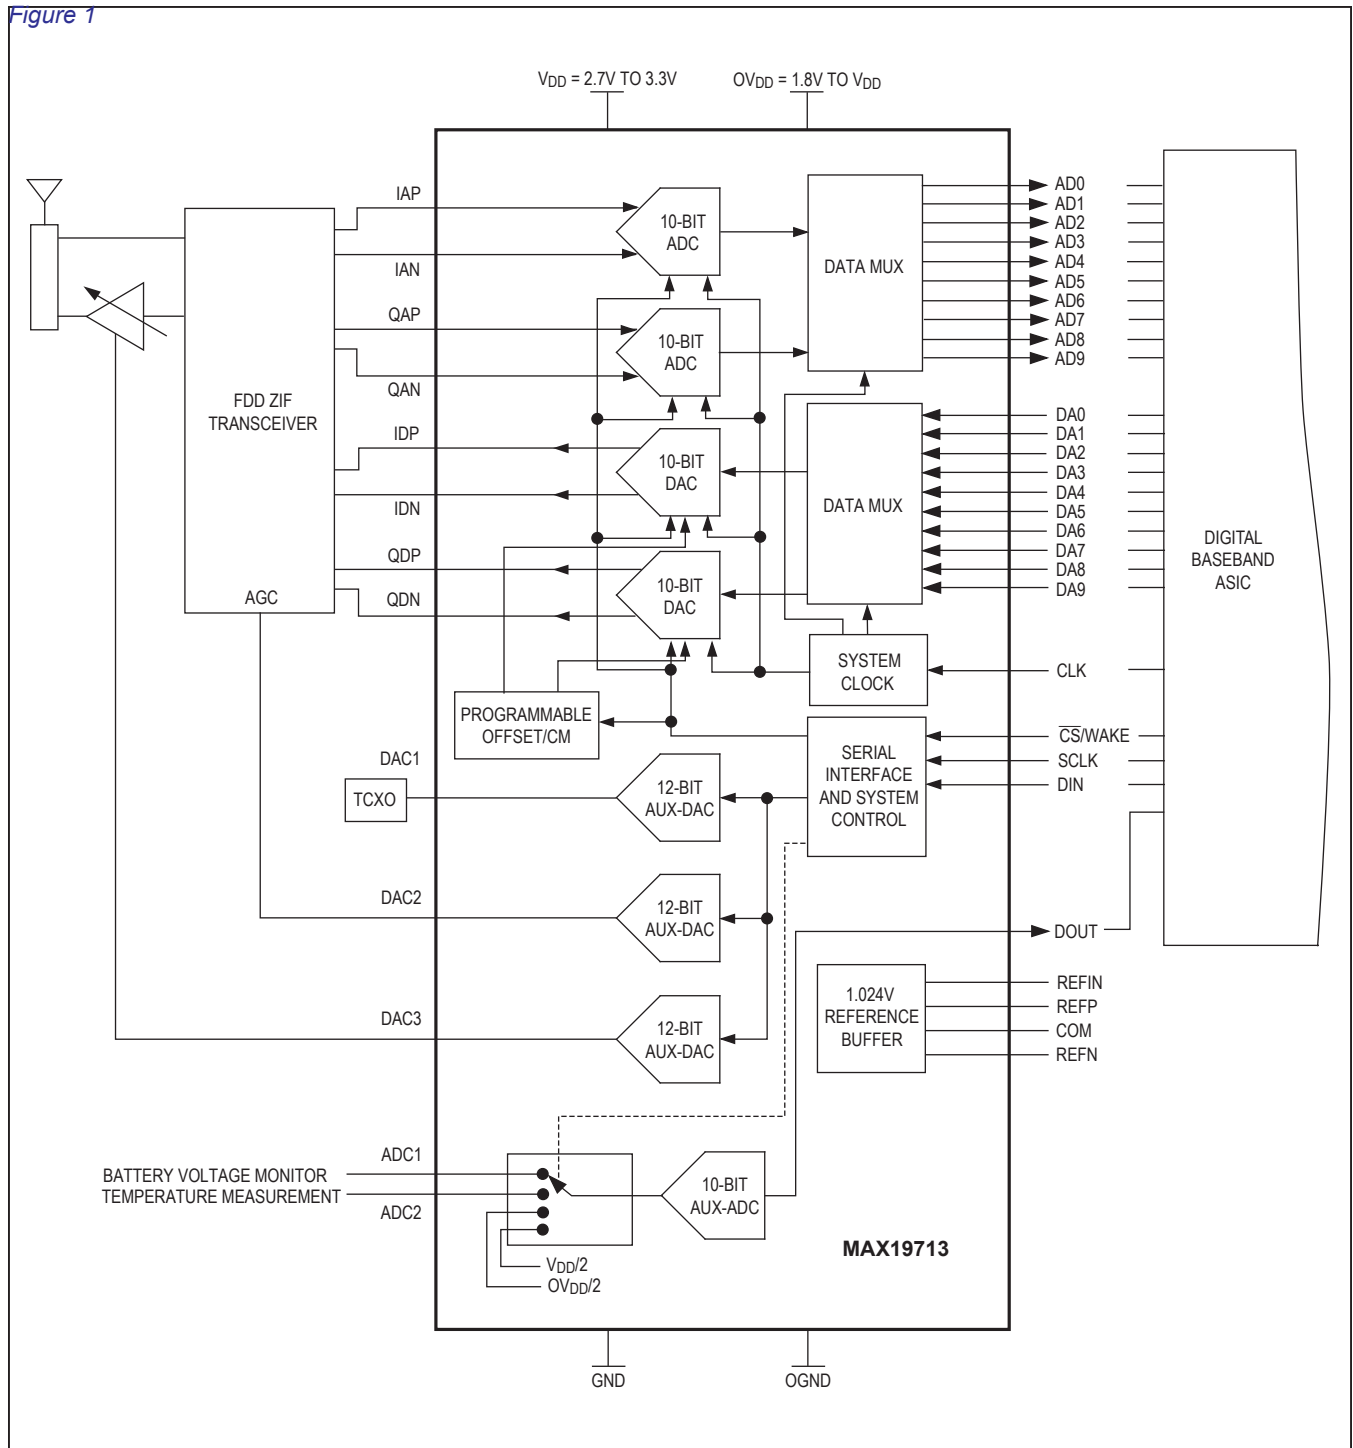 Figure 1
VDD = 2.7V TO 3.3V
OVDD = 1.8V TO VDD
IAP
IAN
QAP
QAN
IDP
IDN
QDP
QDN
FDD ZIF
TRANSCEIVER
AGC
10-BIT
ADC
10-BIT
ADC
10-BIT
DAC
10-BIT
DAC
DATA MUX
DATA MUX
AD0
AD1
AD2
AD3
AD4
AD5
AD6
AD7
AD8
AD9
DA0
DA1
DA2
DA3
DA4
DA5
DA6
DA7
DA8
DA9
DIGITAL
BASEBAND
ASIC
SYSTEM
CLOCK
CLK
PROGRAMMABLE
OFFSET/CM
SERIAL
INTERFACE
AND SYSTEM
CONTROL
CS/WAKE
SCLK
DIN
DAC1
TCXO
12-BIT
AUX-DAC
DAC2
12-BIT
AUX-DAC
DOUT
DAC3
12-BIT
AUX-DAC
1.024V
REFERENCE
BUFFER
REFIN
REFP
COM
REFN
ADC1
BATTERY VOLTAGE MONITOR
TEMPERATURE MEASUREMENT
ADC2
10-BIT
AUX-ADC
VDD/2
OVDD/2
MAX19713
GND
OGND